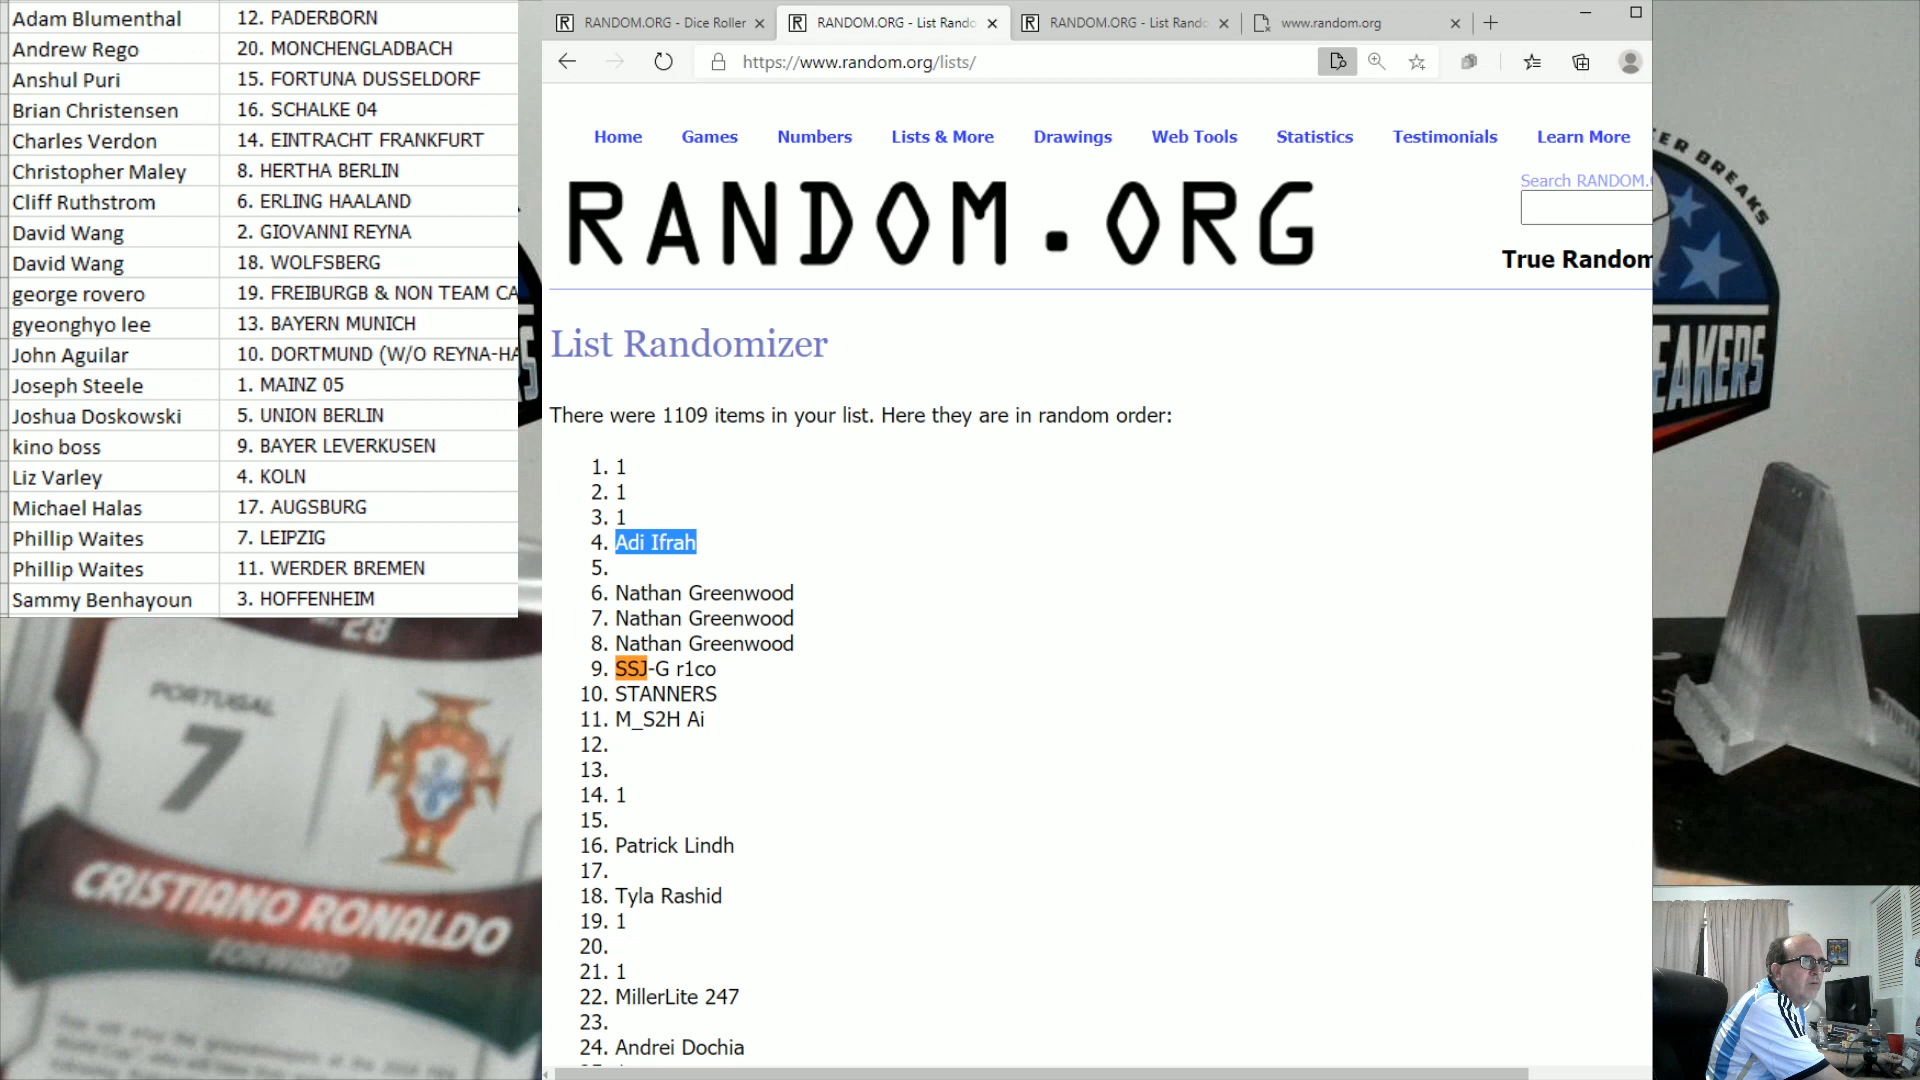 Adam Blumenthal 12. PADERBORN
Andrew Rego 20. MONCHENGLADBACH
Anshul Puri 15. FORTUNA DUSSELDORF
Brian Christensen 16. SCHALKE 04
Charles Verdon 14. EINTRACHT FRANKFURT
Christopher Maley 8. HERTHA BERLIN
Cliff Ruthstrom 6. ERLING HAALAND
David Wang 2. GIOVANNI REYNA
David Wang 18. WOLFSBERG
george rovero 19. FREIBURGB & NON TEAM CA
gyeonghyo lee 13. BAYERN MUNICH
John Aguilar 10. DORTMUND (W/O REYNA-HA
Joseph Steele 1. MAINZ 05
Joshua Doskowski 5. UNION BERLIN
kino boss 9. BAYER LEVERKUSEN
Liz Varley 4. KOLN
Michael Halas 17. AUGSBURG
Phillip Waites 7. LEIPZIG
Phillip Waites 11. WERDER BREMEN
Sammy Benhayoun 3. HOFFENHEIM
28
PORTUGAL
7
CRISTIANO RONALDO
FORWARD
RANDOM.ORG - Dice Roller
RANDOM.ORG - List Rando
RANDOM.ORG - List Rando
www.random.org
https://www.random.org/lists/
Home Games Numbers Lists & More Drawings Web Tools Statistics Testimonials Learn More
RANDOM.ORG
Search RANDOM.
True Random
List Randomizer
There were 1109 items in your list. Here they are in random order:
1. 1
2. 1
3. 1
4. Adi Ifrah
5.
6. Nathan Greenwood
7. Nathan Greenwood
8. Nathan Greenwood
9. SSJ-G r1co
10. STANNERS
11. M_S2H Ai
12.
13.
14. 1
15.
16. Patrick Lindh
17.
18. Tyla Rashid
19. 1
20.
21. 1
22. MillerLite 247
23.
24. Andrei Dochia
ER BREAKS
EAKERS